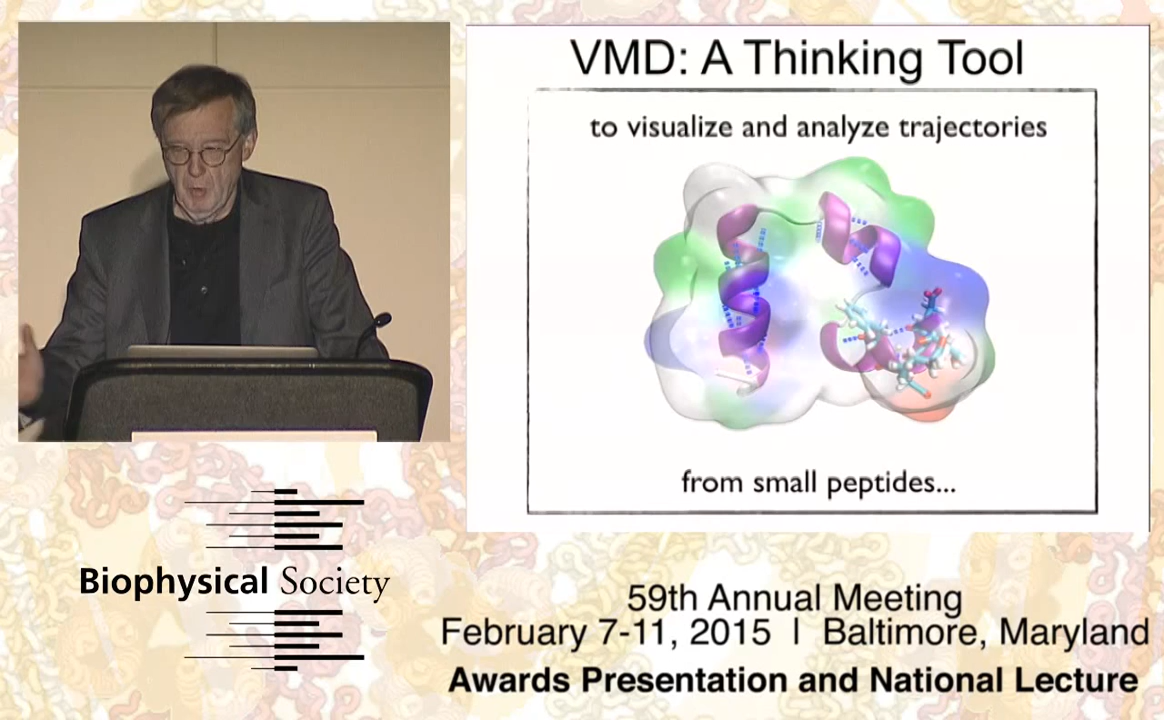 VMD: A Thinking Tool
to visualize and analyze trajectories
from small peptides...
Biophysical Society
59th Annual Meeting
February 7-11, 2015 | Baltimore, Maryland
Awards Presentation and National Lecture